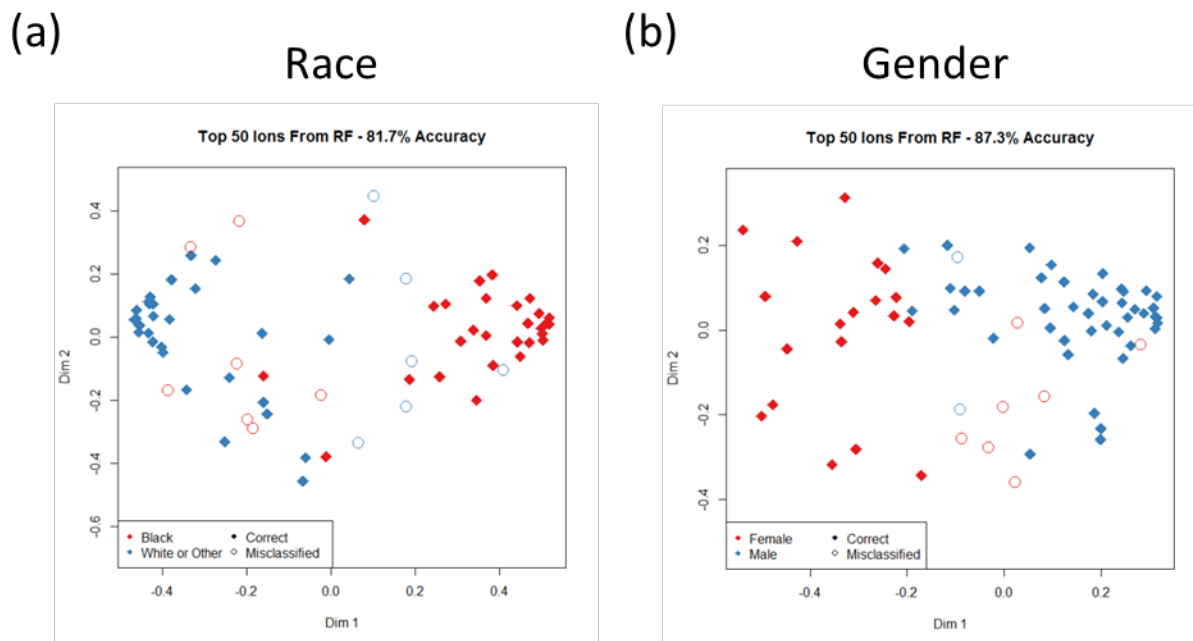 (a)
Race
Top 50 Ions From RF - 81.7% Accuracy
Dim 2
0.4
0.2
0.0
-0.2
-0.4
-0.6
Black
White or Other
Correct
Misclassified
-0.4
-0.2
0.0
0.2
0.4
Dim 1
(b)
Gender
Top 50 Ions From RF - 87.3% Accuracy
Dim 2
0.2
0.0
-0.2
-0.4
Female
Male
Correct
Misclassified
-0.4
-0.2
0.0
0.2
Dim 1